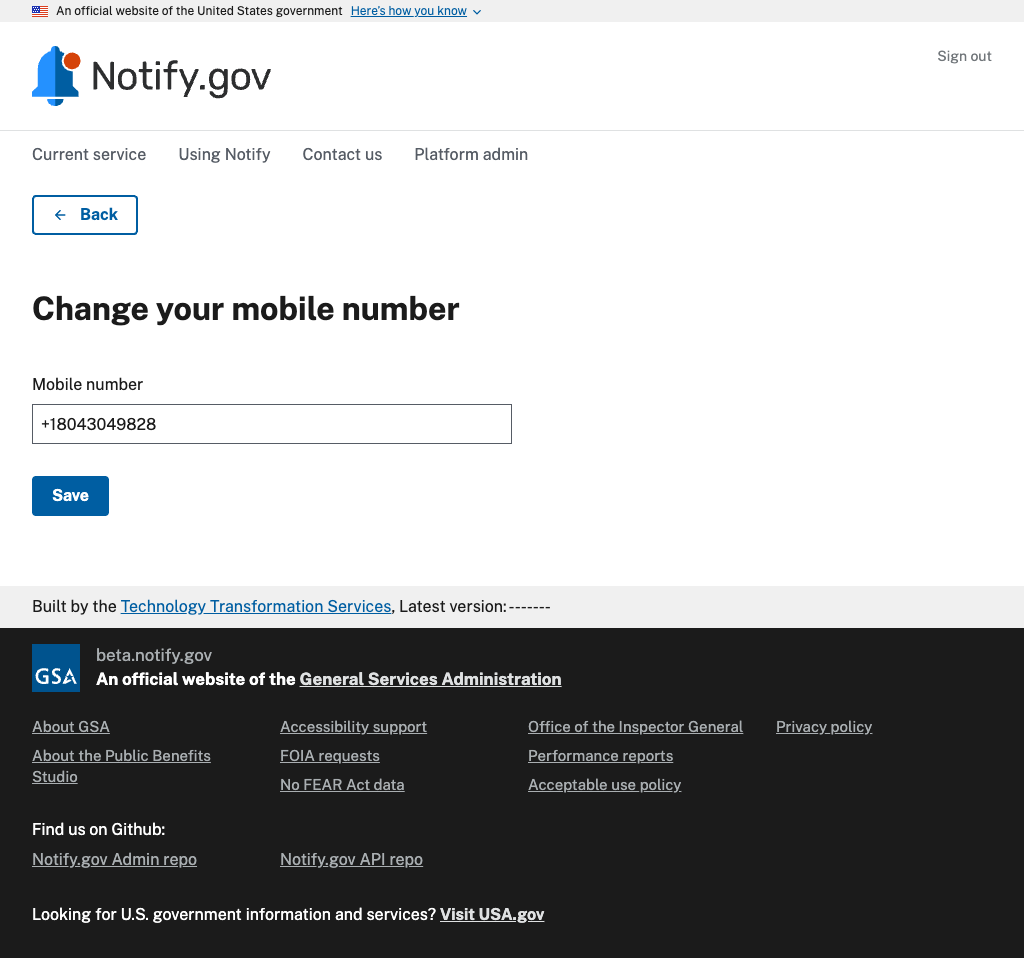 An official website of the United States government Here's how you know
Notify.gov
Sign out
Current service Using Notify Contact us Platform admin
Back
Change your mobile number
Mobile number
+18043049828
Save
Built by the Technology Transformation Services, Latest version:-------
GSA
beta.notify.gov
An official website of the General Services Administration
About GSA Accessibility support Office of the Inspector General Privacy policy
About the Public Benefits Studio FOIA requests Performance reports
No FEAR Act data Acceptable use policy
Find us on Github:
Notify.gov Admin repo Notify.gov API repo
Looking for U.S. government information and services? Visit USA.gov